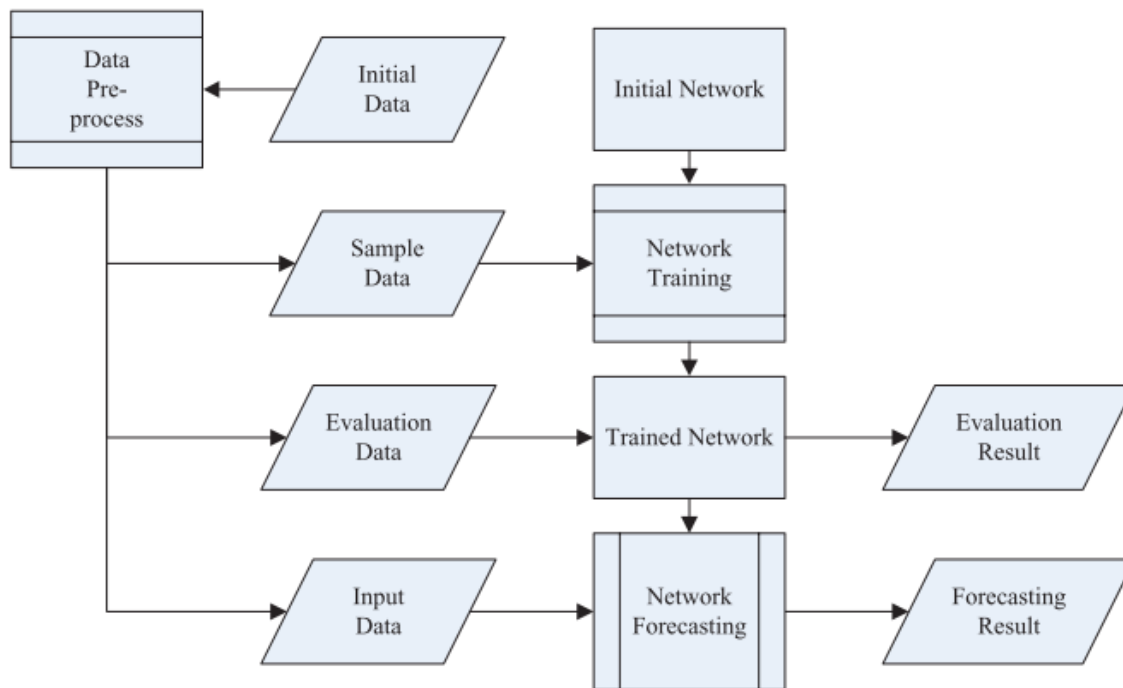 Data
Pre-
process
Initial
Data
Initial Network
Sample
Data
Network
Training
Evaluation
Data
Trained Network
Evaluation
Result
Input
Data
Network
Forecasting
Forecasting
Result